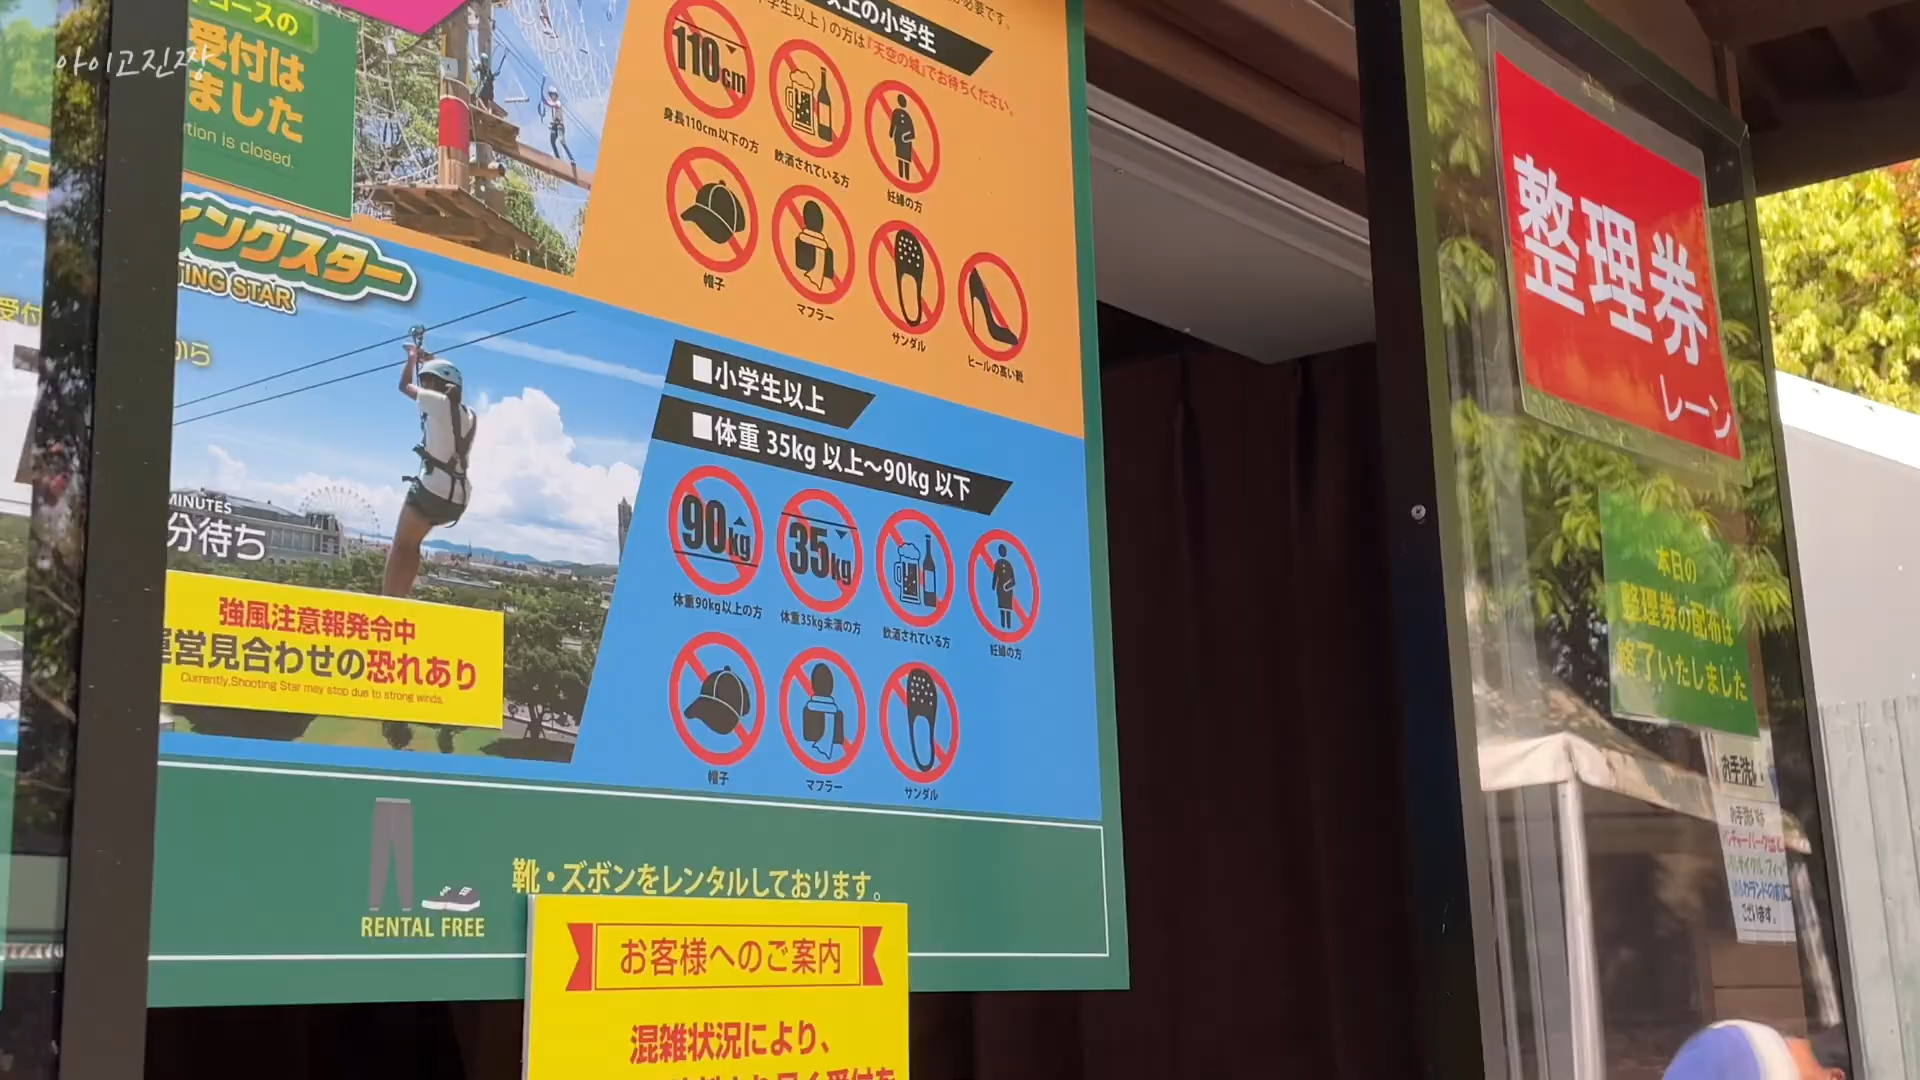 아이고진장
コースの
受付は
ました
tion is closed.
以上の小学生
の方は『天空の城』でお待ちください。
110cm
身長110cm以下の方
飲酒されている方
妊婦の方
帽子
マフラー
サンダル
ヒールの高い靴
ングスター
TING STAR
から
MINUTES
分待ち
強風注意報発令中
運営見合わせの恐れあり
Currently,Shooting Star may stop due to strong winds.
■小学生以上
■体重 35kg 以上～90kg 以下
90kg
35kg
体重90kg以上の方
体重35kg未満の方
飲酒されている方
妊婦の方
帽子
マフラー
サンダル
靴・ズボンをレンタルしております。
RENTAL FREE
お客様へのご案内
混雑状況により、
整理券
レーン
本日の
整理券の配布は
終了いたしました
お手洗い
ございます。